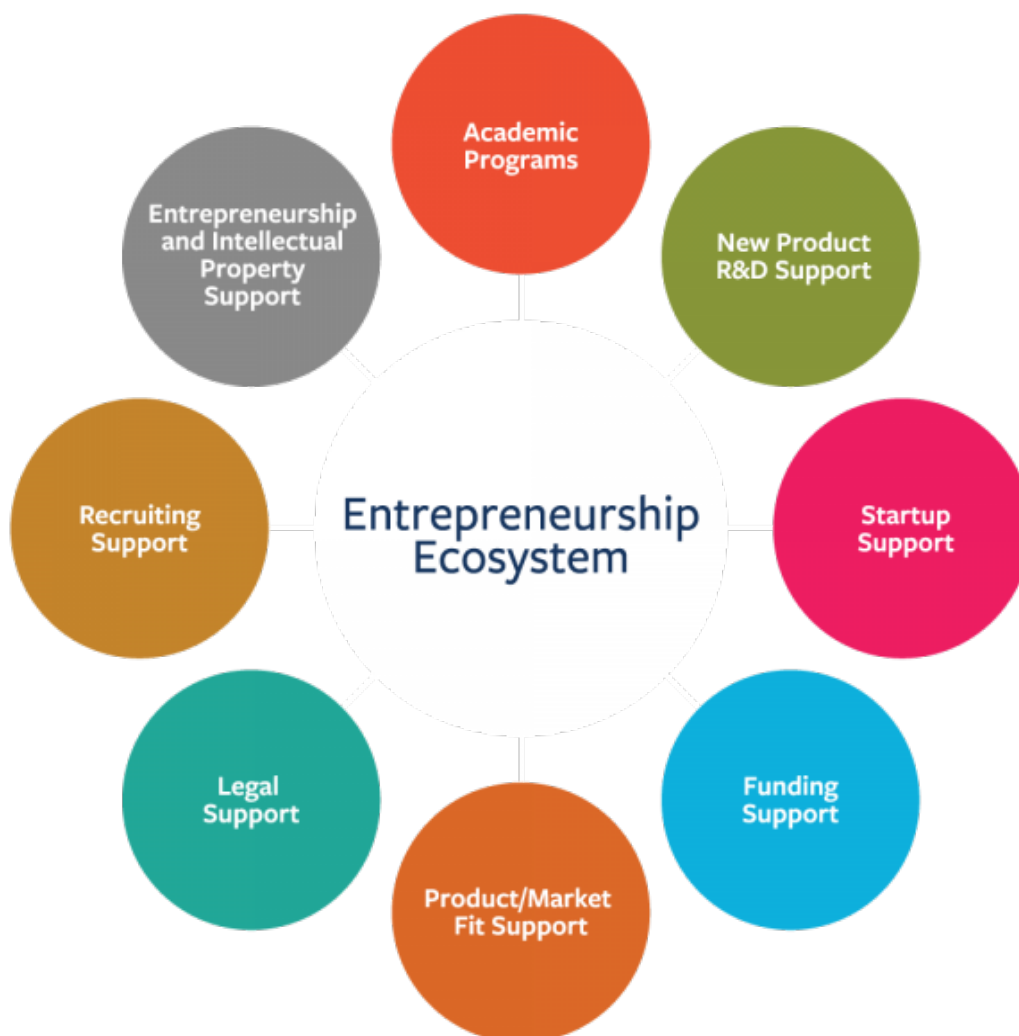 Academic
Programs
New Product
R&D Support
Startup
Support
Funding
Support
Product/Market
Fit Support
Legal
Support
Recruiting
Support
Entrepreneurship
and Intellectual
Property
Support
Entrepreneurship
Ecosystem